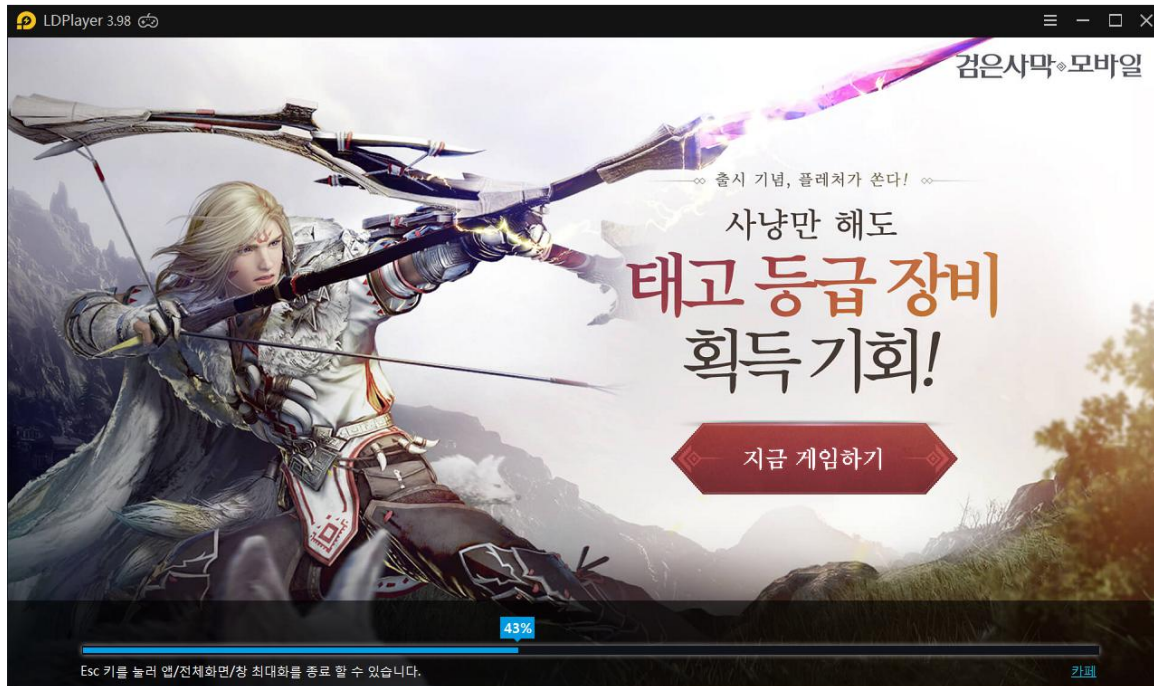 LDPlayer 3.98
검은사막 모바일
출시 기념, 플레처가 쏜다!
사냥만 해도
태고 등급 장비
획득 기회!
지금 게임하기
43%
Esc 키를 눌러 앱/전체화면/창 최대화를 종료 할 수 있습니다.
카페